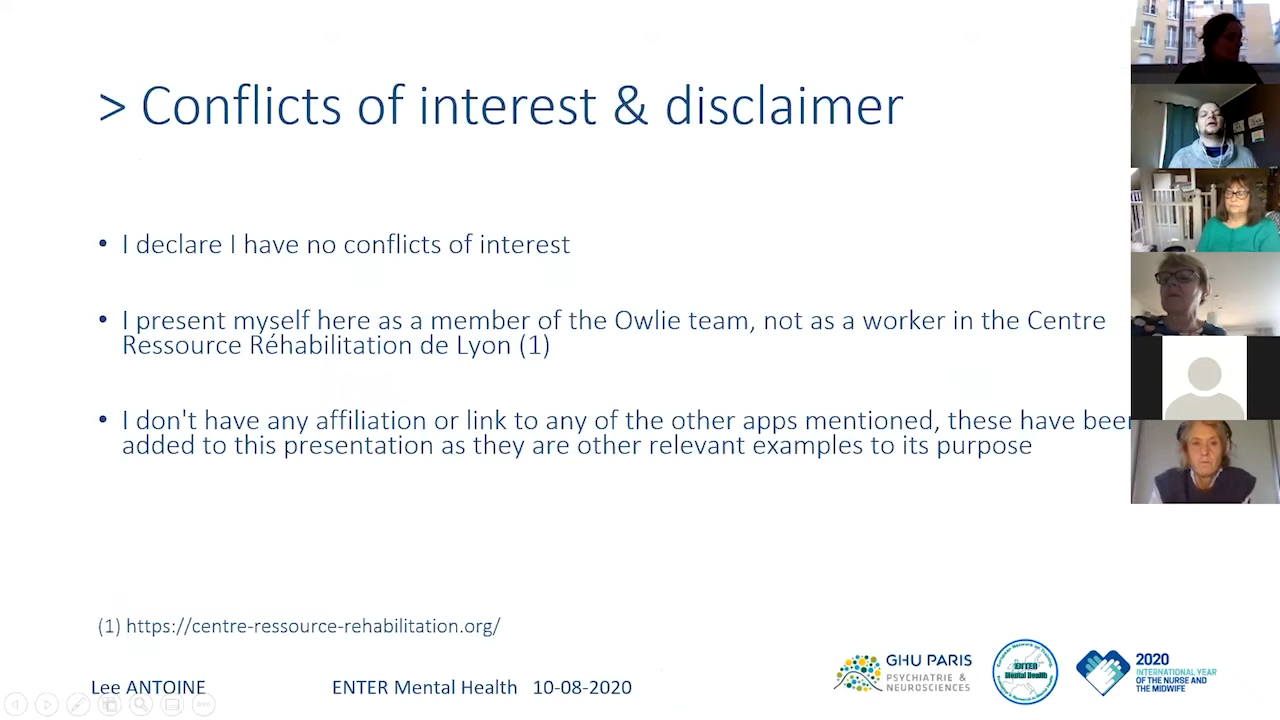 > Conflicts of interest & disclaimer
• I declare I have no conflicts of interest
• I present myself here as a member of the Owlie team, not as a worker in the Centre
Ressource Réhabilitation de Lyon (1)
• I don't have any affiliation or link to any of the other apps mentioned, these have been
added to this presentation as they are other relevant examples to its purpose
(1) https://centre-ressource-rehabilitation.org/
Lee ANTOINE
ENTER Mental Health 10-08-2020
GHU PARIS
PSYCHIATRIE &
NEUROSCIENCES
ENTER
Mental Health
2020
INTERNATIONAL YEAR
OF THE NURSE AND
THE MIDWIFE